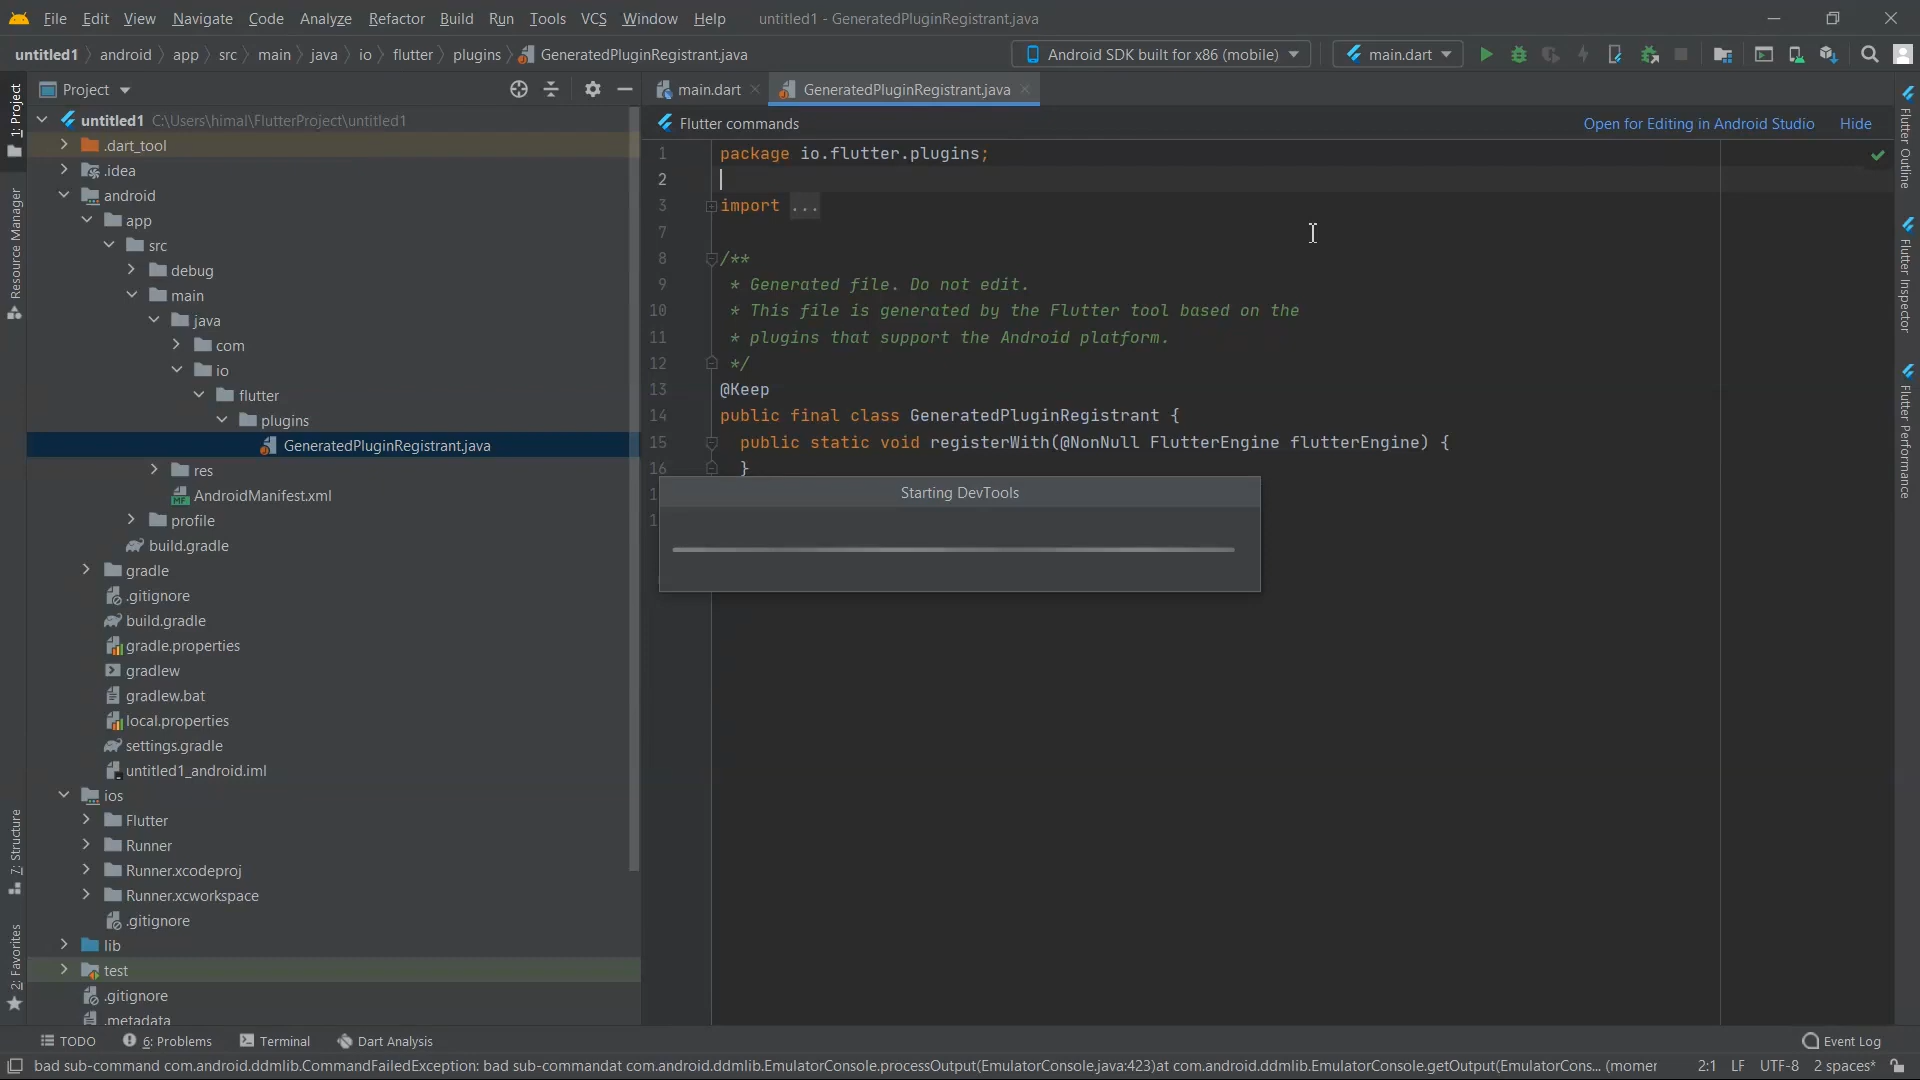 File Edit View Navigate Code Analyze Refactor Build Run Tools VCS Window Help untitled1 - GeneratedPluginRegistrant.java
untitled1 android app src main java io flutter plugins GeneratedPluginRegistrant.java Android SDK built for x86 (mobile) main.dart
Project
main.dart
GeneratedPluginRegistrant.java
Flutter commands
Open for Editing in Android Studio Hide
1: Project
Resource Manager
7: Structure
2: Favorites
untitled1 C:\Users\himal\FlutterProject\untitled1
.dart_tool
.idea
android
app
src
debug
main
java
com
io
flutter
plugins
GeneratedPluginRegistrant.java
res
AndroidManifest.xml
profile
build.gradle
gradle
.gitignore
build.gradle
gradle.properties
gradlew
gradlew.bat
local.properties
settings.gradle
untitled1_android.iml
ios
Flutter
Runner
Runner.xcodeproj
Runner.xcworkspace
.gitignore
lib
test
.gitignore
.metadata
1 package io.flutter.plugins;
2
3 import ...
7
8 /**
9 * Generated file. Do not edit.
10 * This file is generated by the Flutter tool based on the
11 * plugins that support the Android platform.
12 */
13 @Keep
14 public final class GeneratedPluginRegistrant {
15 public static void registerWith(@NonNull FlutterEngine flutterEngine) {
16 }
1
1
Starting DevTools
Flutter Outline
Flutter Inspector
Flutter Performance
TODO 6: Problems Terminal Dart Analysis Event Log
bad sub-command com.android.ddmlib.CommandFailedException: bad sub-commandat com.android.ddmlib.EmulatorConsole.processOutput(EmulatorConsole.java:423)at com.android.ddmlib.EmulatorConsole.getOutput(EmulatorCons... (momer 2:1 LF UTF-8 2 spaces*